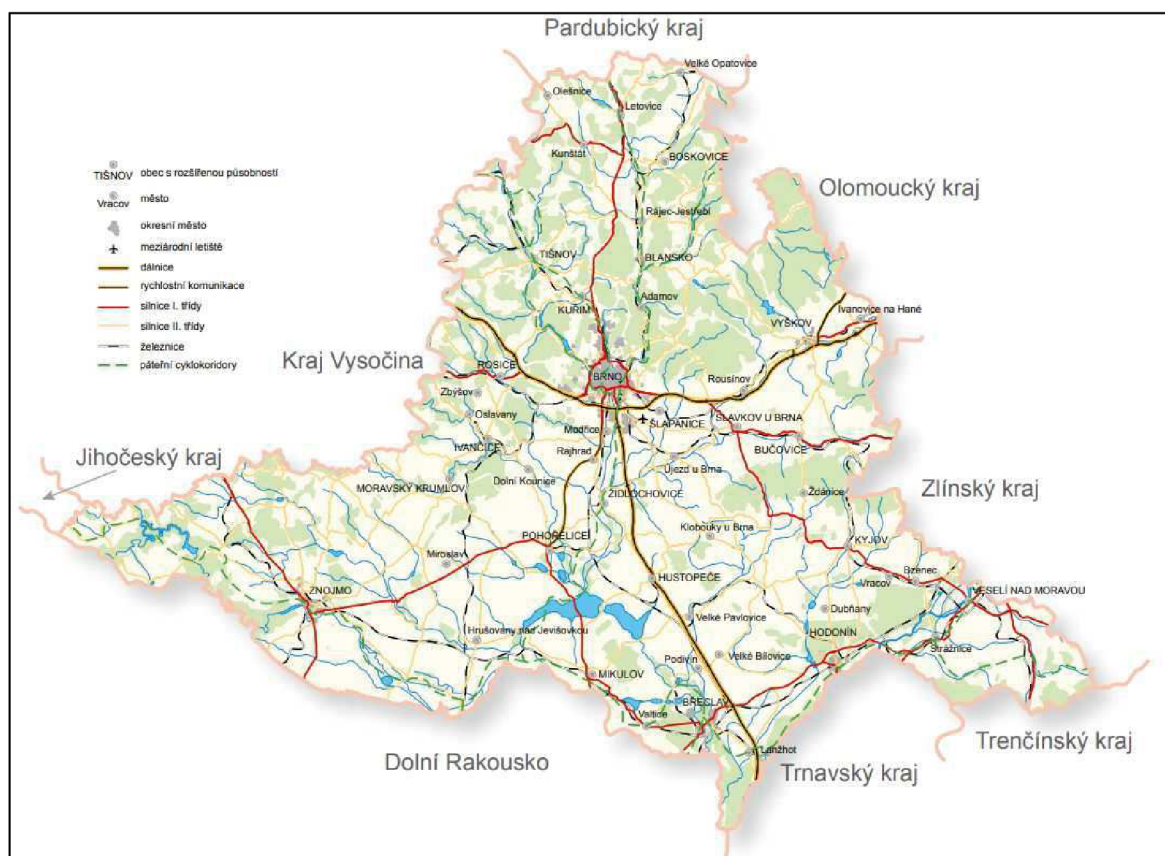 Pardubický kraj
Velké Opatovice
Olešnice
Letovice
Kunštát
BOSKOVICE
TIŠNOV
obec s rozšířenou působností
Vracov
město
okresní město
meziárodní letiště
dálnice
rychlostní komunikace
silnice I. třídy
silnice II. třídy
železnice
páteřní cyklokoridory
Olomoucký kraj
Rájec-Jestřebí
TIŠNOV
BLANSKO
Adamov
KUŘIM
Ivanovice na Hané
VYŠKOV
Kraj Vysočina
ROSICE
BRNO
Rousínov
Zbýšov
Oslavany
Modřice
ŠLAPANICE
SLAVKOV U BRNA
IVANČICE
BUČOVICE
Rajhrad
Újezd u Brna
Jihočeský kraj
MORAVSKÝ KRUMLOV
Dolní Kounice
ŽIDLOCHOVICE
Ždánice
Zlínský kraj
Klobouky u Brna
POHOŘELICE
KYJOV
Miroslav
Bzenec
HUSTOPEČE
Vracov
ZNOJMO
VESELÍ NAD MORAVOU
Dubňany
Velké Pavlovice
Hrušovany nad Jevišovkou
HODONÍN
Strážnice
Velké Bílovice
Podivín
MIKULOV
BŘECLAV
Valtice
Lanžhot
Dolní Rakousko
Trnavský kraj
Trenčínský kraj